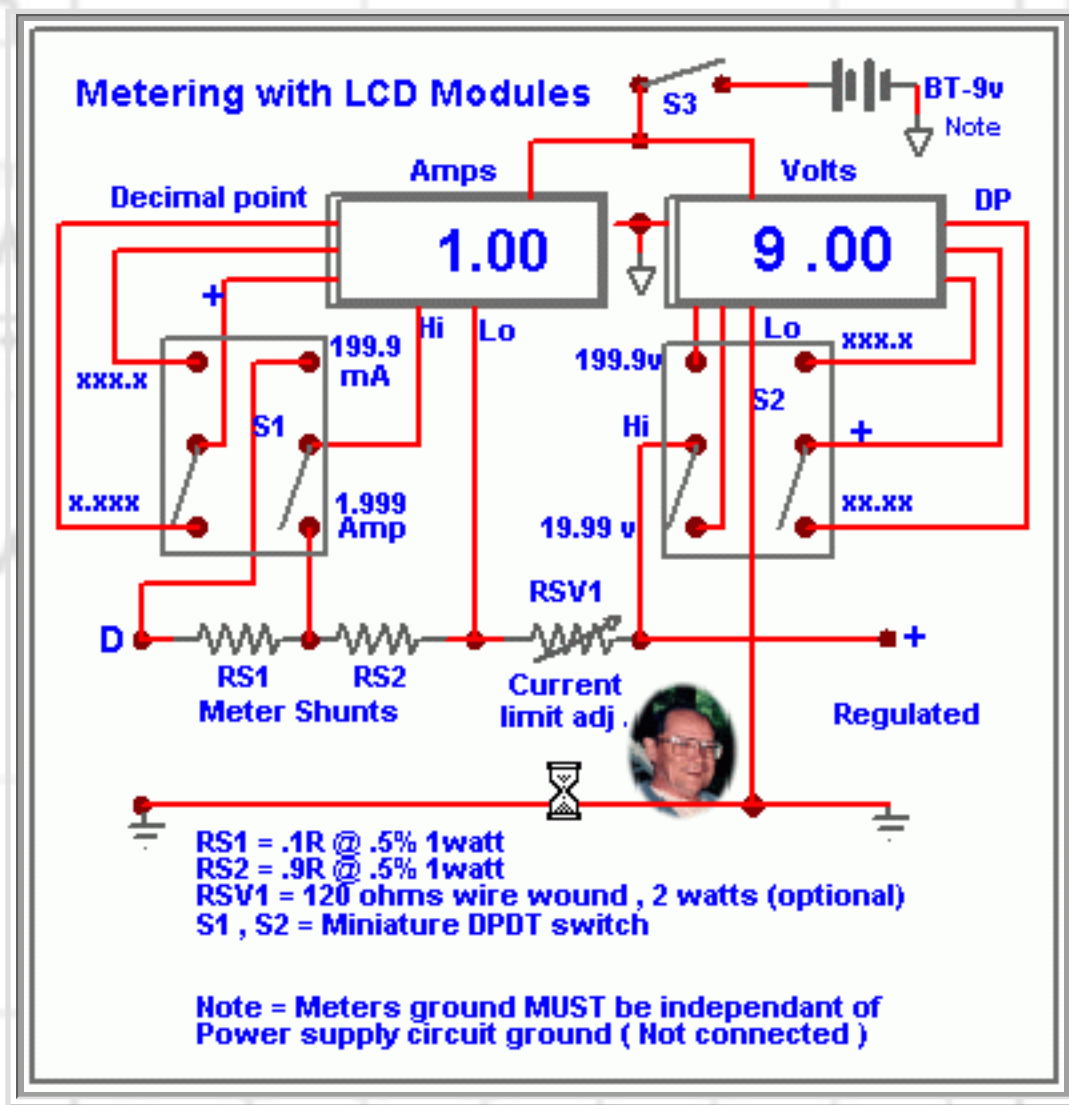 Metering with LCD Modules
S3
BT-9v
Note
Amps
Volts
Decimal point
DP
1.00
9 .00
+
Hi
Lo
Lo
199.9
mA
199.9v
xxx.x
xxx.x
S1
S2
Hi
+
x.xxx
1.999
Amp
19.99 v
xx.xx
RSV1
D
+
RS1
RS2
Meter Shunts
Current
limit adj .
Regulated
RS1 = .1R @ .5% 1watt
RS2 = .9R @ .5% 1watt
RSV1 = 120 ohms wire wound , 2 watts (optional)
S1 , S2 = Miniature DPDT switch
Note = Meters ground MUST be independant of
Power supply circuit ground ( Not connected )